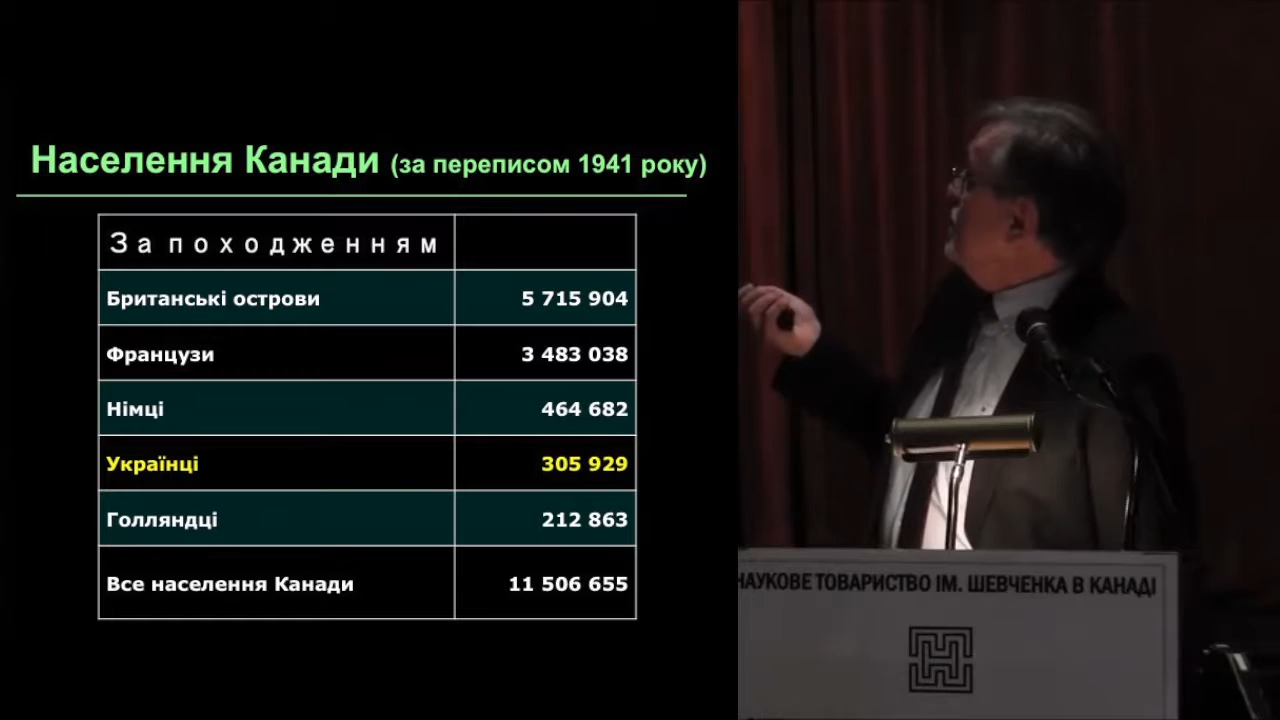 Населення Канади (за переписом 1941 року)
За походженням
Британські острови 5 715 904
Французи 3 483 038
Німці 464 682
Українці 305 929
Голляндці 212 863
Все населення Канади 11 506 655
НАУКОВЕ ТОВАРИСТВО ІМ. ШЕВЧЕНКА В КАНАДІ